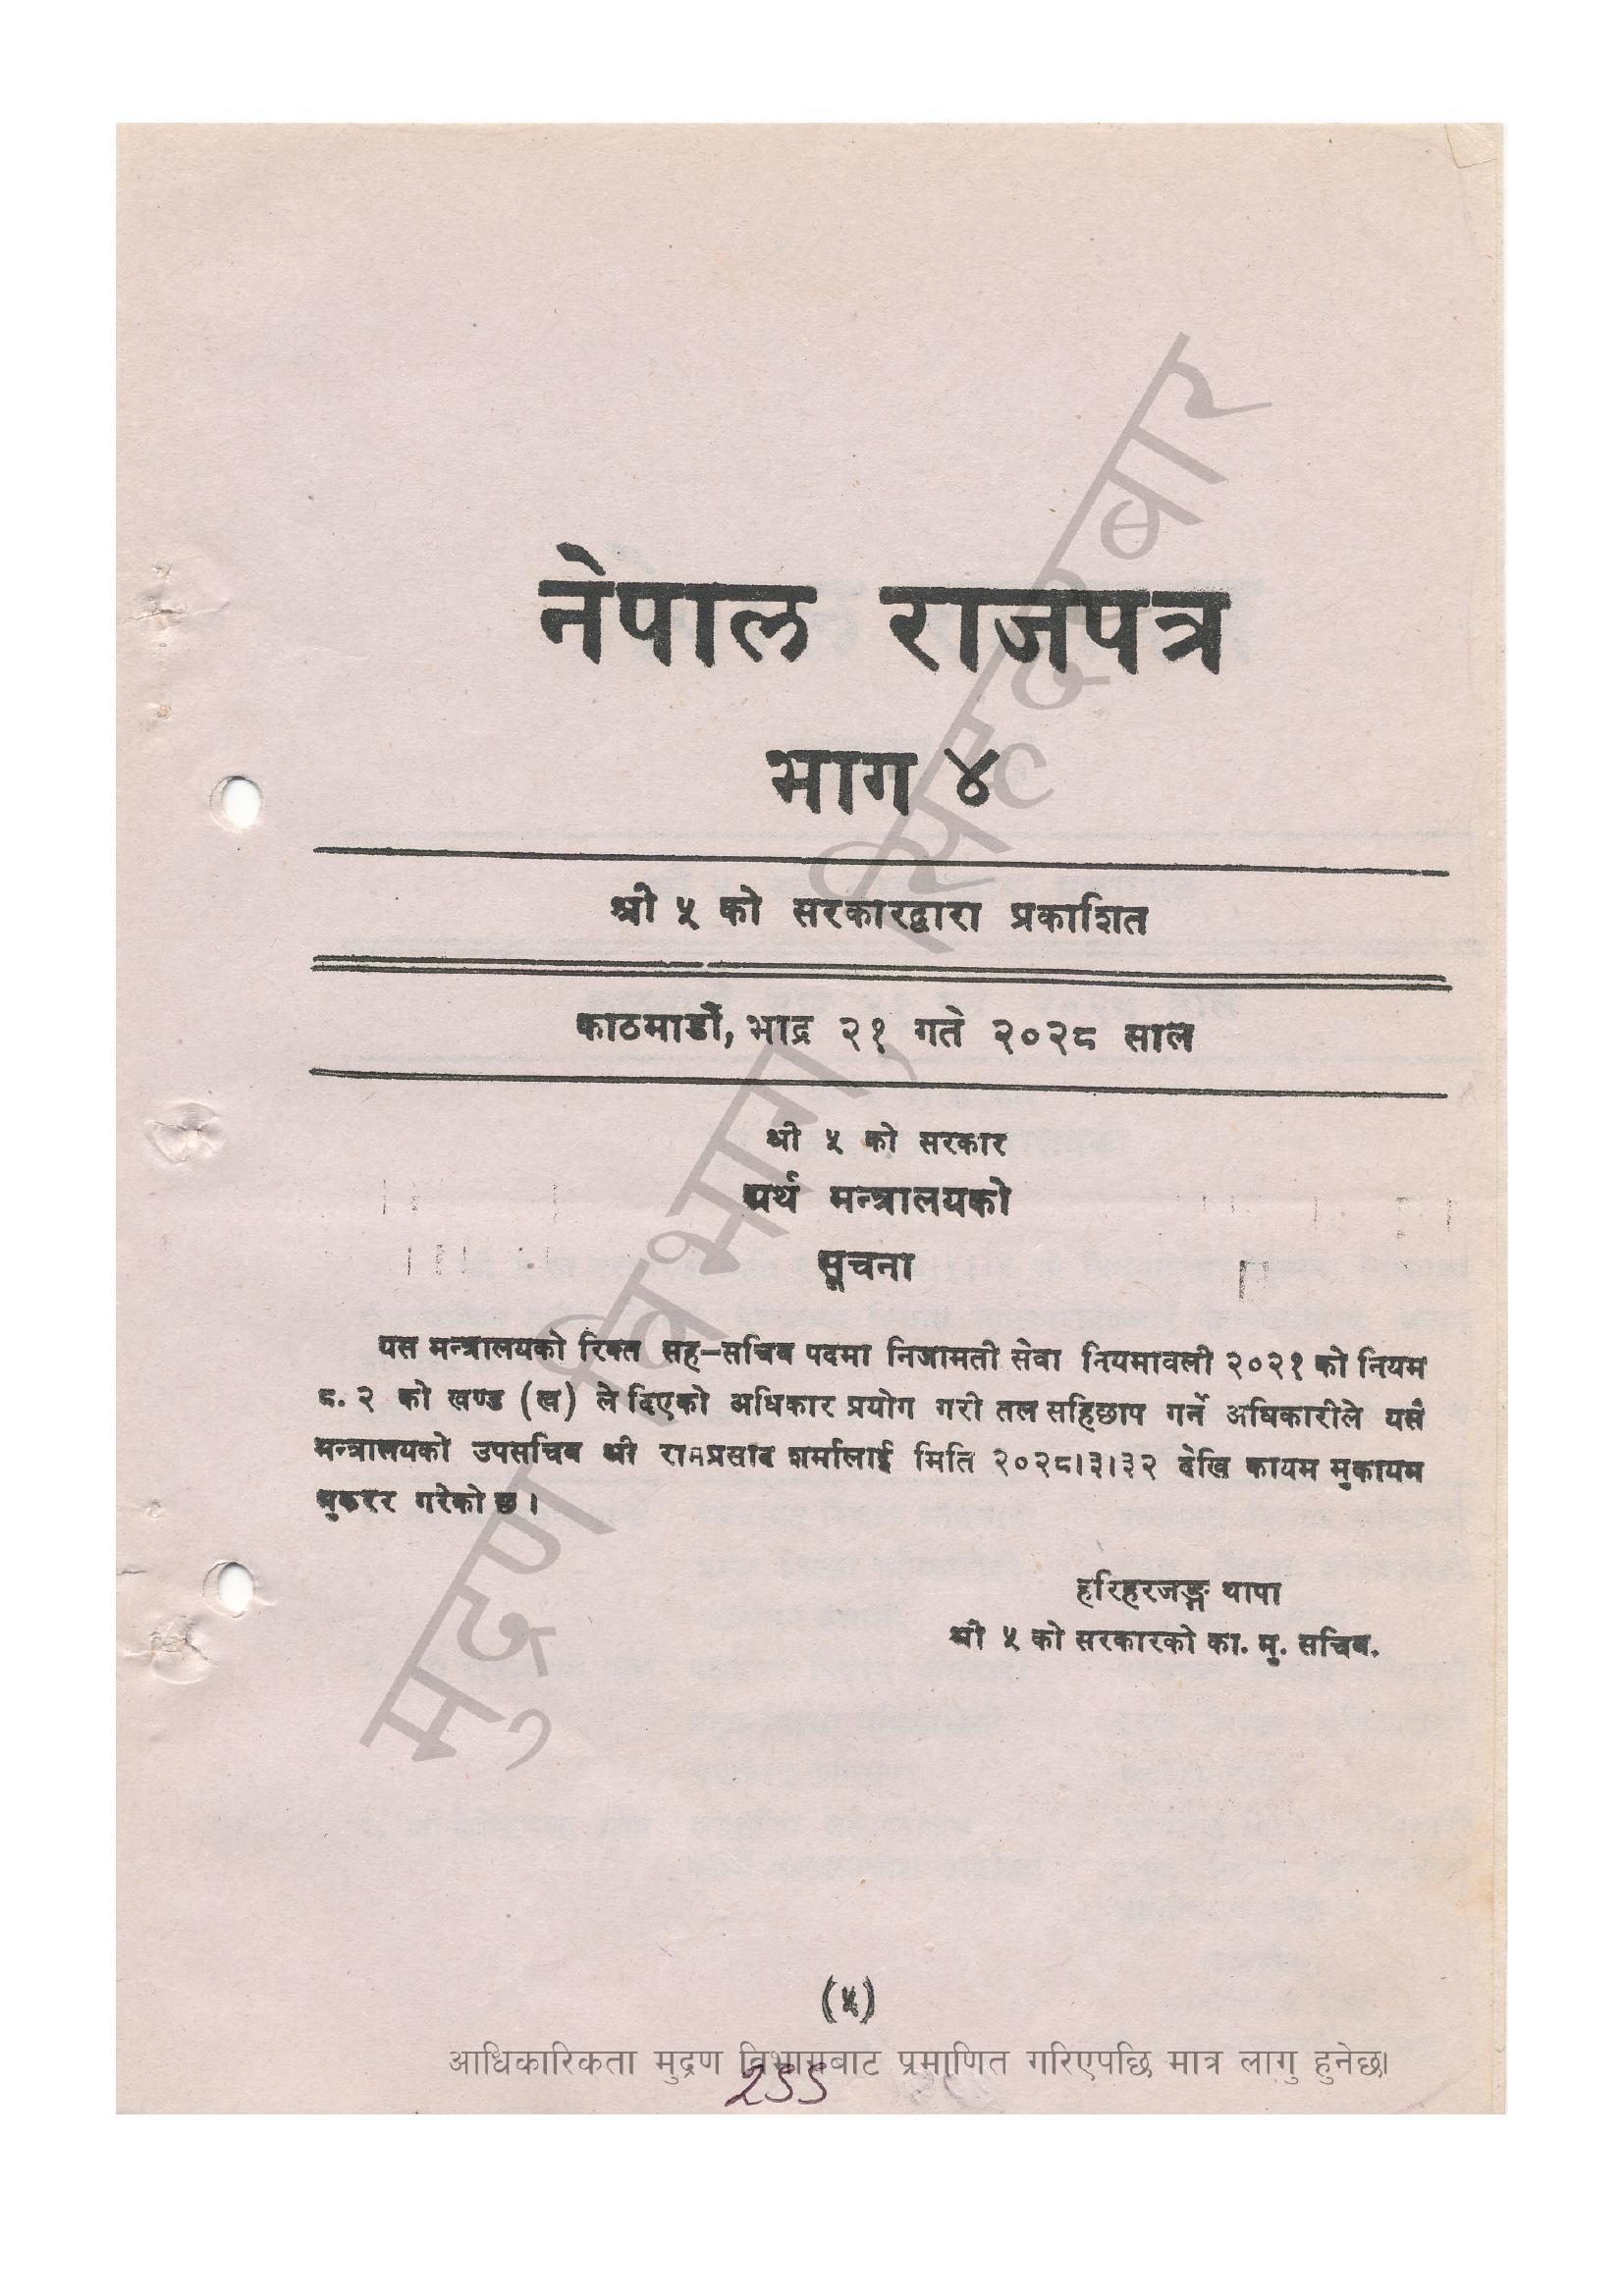 नेपाल राजपत्र
भाग ४
श्री ५ को सरकारद्वारा प्रकाशित
काठमाडौं, भाद्र २१ गते २०२८ साल
श्री ५ को सरकार
अर्थ मन्त्रालयको
सूचना
यस मन्त्रालयको रिक्त सह–सचिव पदमा निजामती सेवा नियमावली २०२१ को नियम
८. २ को खण्ड (ख) ले दिएको अधिकार प्रयोग गरी तल सहिछाप गर्ने अधिकारीले यसै
मन्त्रालयको उपसचिव श्री रामप्रसाद शर्मालाई मिति २०२८।३।३२ देखि कायम मुकायम
मुकरर गरेको छ ।
हरिहरजङ्ग थापा
श्री ५ को सरकारको का. मु. सचिव.
(५)
आधिकारिकता मुद्रण विभागबाट प्रमाणित गरिएपछि मात्र लागु हुनेछ।
मुद्रण विभाग, सिंहदरबार